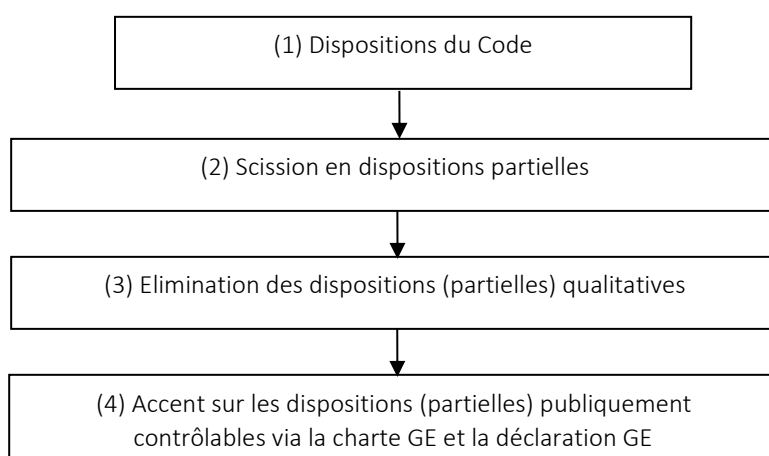 (1) Dispositions du Code
(2) Scission en dispositions partielles
(3) Elimination des dispositions (partielles) qualitatives
(4) Accent sur les dispositions (partielles) publiquement
contrôlables via la charte GE et la déclaration GE